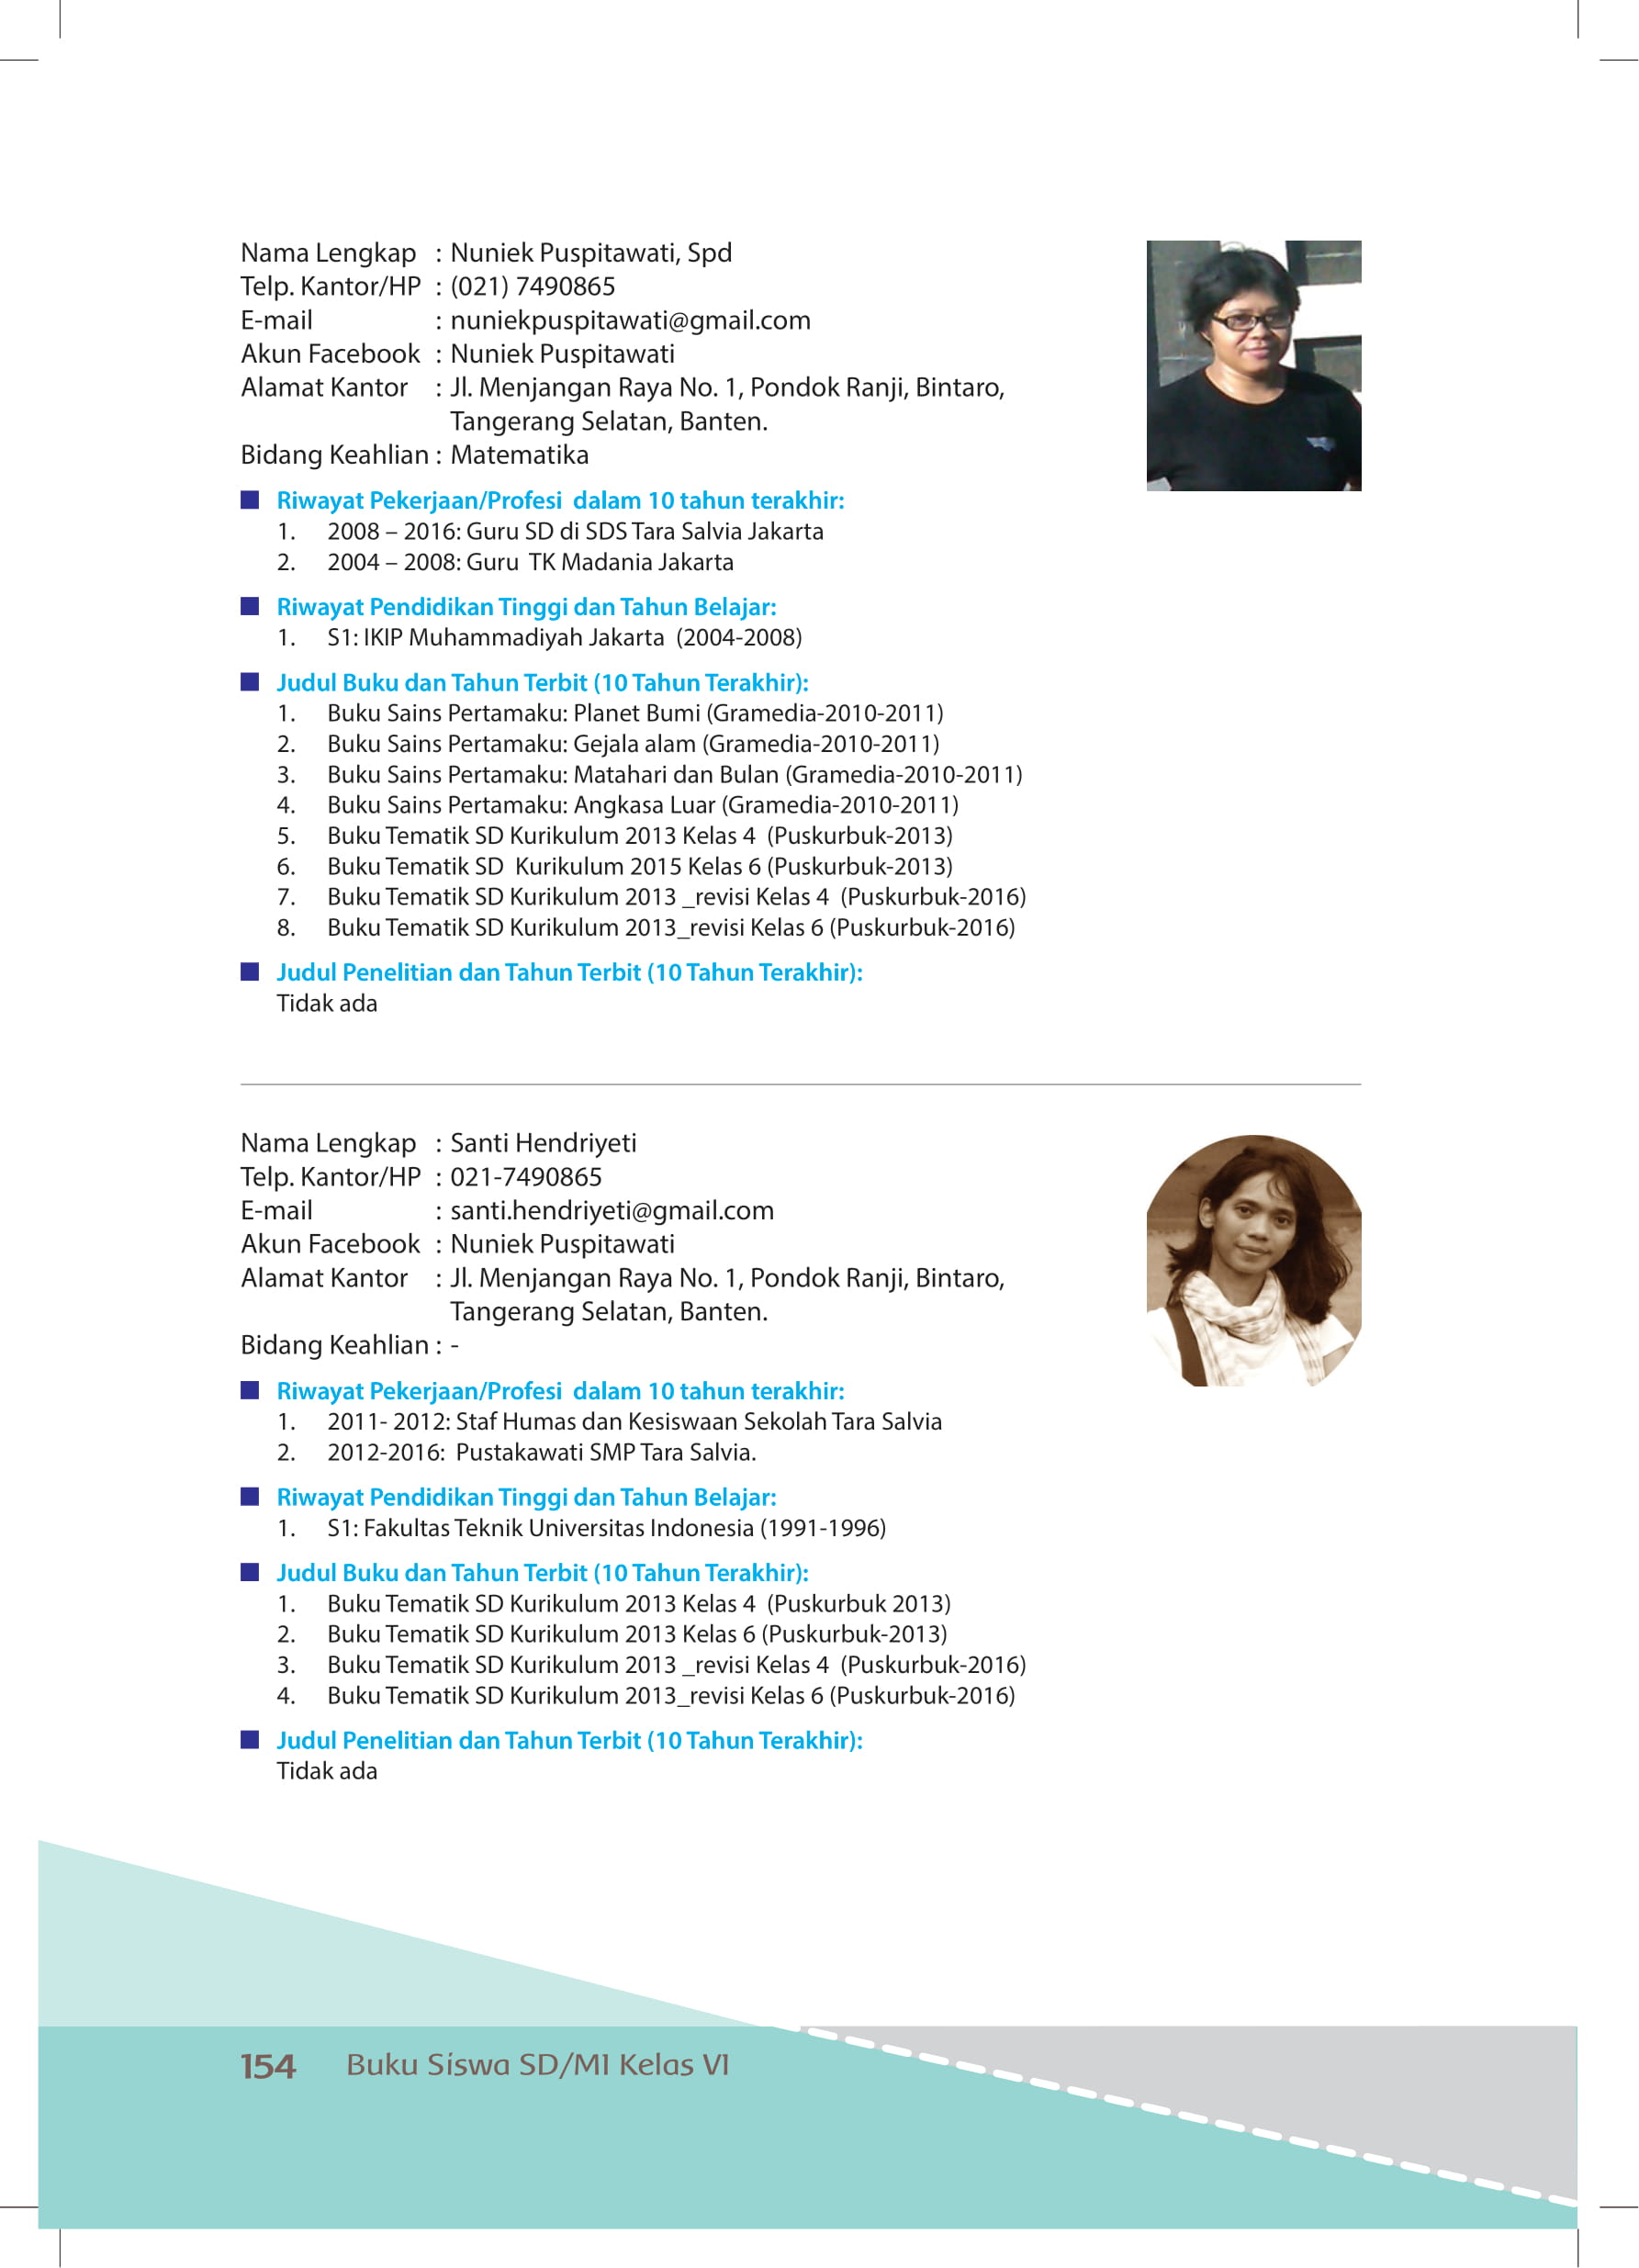 Nama Lengkap : Nuniek Puspitawati, Spd
Telp. Kantor/HP : (021) 7490865
E-mail : nuniekpuspitawati@gmail.com
Akun Facebook : Nuniek Puspitawati
Alamat Kantor : Jl. Menjangan Raya No. 1, Pondok Ranji, Bintaro,
Tangerang Selatan, Banten.
Bidang Keahlian : Matematika
Riwayat Pekerjaan/Profesi dalam 10 tahun terakhir:
1. 2008 – 2016: Guru SD di SDS Tara Salvia Jakarta
2. 2004 – 2008: Guru TK Madania Jakarta
Riwayat Pendidikan Tinggi dan Tahun Belajar:
1. S1: IKIP Muhammadiyah Jakarta (2004-2008)
Judul Buku dan Tahun Terbit (10 Tahun Terakhir):
1. Buku Sains Pertamaku: Planet Bumi (Gramedia-2010-2011)
2. Buku Sains Pertamaku: Gejala alam (Gramedia-2010-2011)
3. Buku Sains Pertamaku: Matahari dan Bulan (Gramedia-2010-2011)
4. Buku Sains Pertamaku: Angkasa Luar (Gramedia-2010-2011)
5. Buku Tematik SD Kurikulum 2013 Kelas 4 (Puskurbuk-2013)
6. Buku Tematik SD Kurikulum 2015 Kelas 6 (Puskurbuk-2013)
7. Buku Tematik SD Kurikulum 2013 _revisi Kelas 4 (Puskurbuk-2016)
8. Buku Tematik SD Kurikulum 2013_revisi Kelas 6 (Puskurbuk-2016)
Judul Penelitian dan Tahun Terbit (10 Tahun Terakhir):
Tidak ada
Nama Lengkap : Santi Hendriyeti
Telp. Kantor/HP : 021-7490865
E-mail : santi.hendriyeti@gmail.com
Akun Facebook : Nuniek Puspitawati
Alamat Kantor : Jl. Menjangan Raya No. 1, Pondok Ranji, Bintaro,
Tangerang Selatan, Banten.
Bidang Keahlian : -
Riwayat Pekerjaan/Profesi dalam 10 tahun terakhir:
1. 2011- 2012: Staf Humas dan Kesiswaan Sekolah Tara Salvia
2. 2012-2016: Pustakawati SMP Tara Salvia.
Riwayat Pendidikan Tinggi dan Tahun Belajar:
1. S1: Fakultas Teknik Universitas Indonesia (1991-1996)
Judul Buku dan Tahun Terbit (10 Tahun Terakhir):
1. Buku Tematik SD Kurikulum 2013 Kelas 4 (Puskurbuk 2013)
2. Buku Tematik SD Kurikulum 2013 Kelas 6 (Puskurbuk-2013)
3. Buku Tematik SD Kurikulum 2013 _revisi Kelas 4 (Puskurbuk-2016)
4. Buku Tematik SD Kurikulum 2013_revisi Kelas 6 (Puskurbuk-2016)
Judul Penelitian dan Tahun Terbit (10 Tahun Terakhir):
Tidak ada
154 Buku Siswa SD/MI Kelas VI